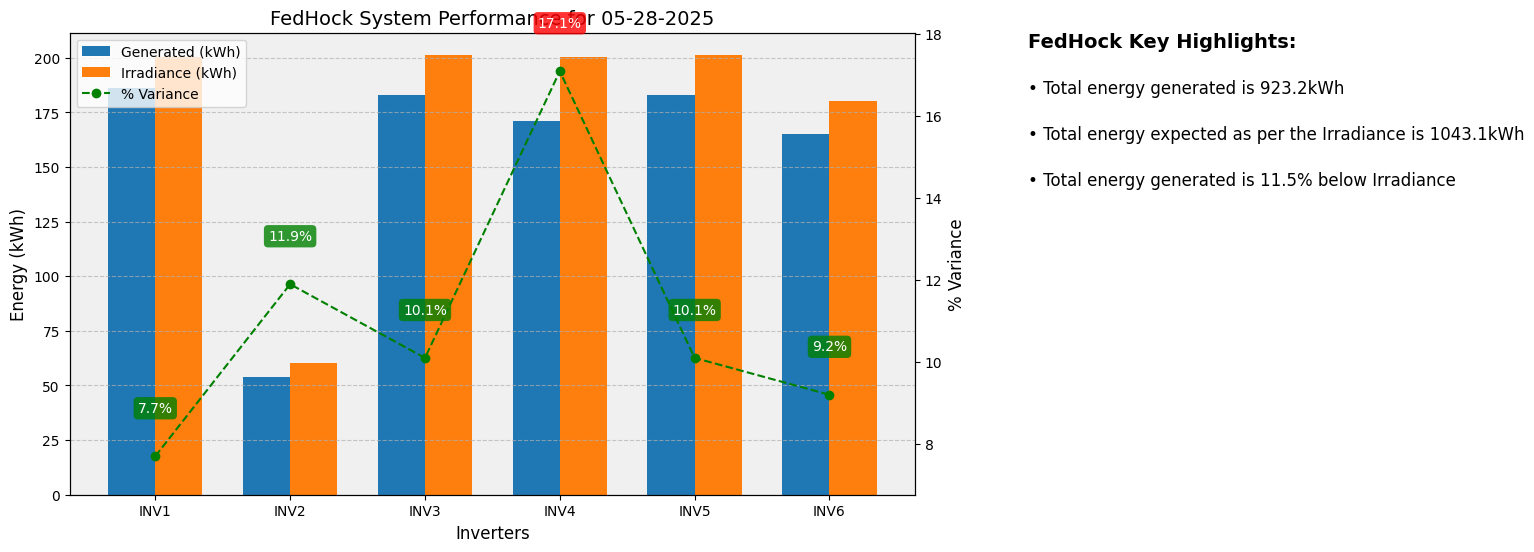 FedHock System Performance for 05-28-2025
17.1%
Generated (kWh)
Irradiance (kWh)
% Variance
200
175
150
125
100
75
50
25
0
Energy (kWh)
7.7%
11.9%
10.1%
10.1%
9.2%
18
16
14
12
10
8
% Variance
INV1 INV2 INV3 INV4 INV5 INV6
Inverters
FedHock Key Highlights:
• Total energy generated is 923.2kWh
• Total energy expected as per the Irradiance is 1043.1kWh
• Total energy generated is 11.5% below Irradiance